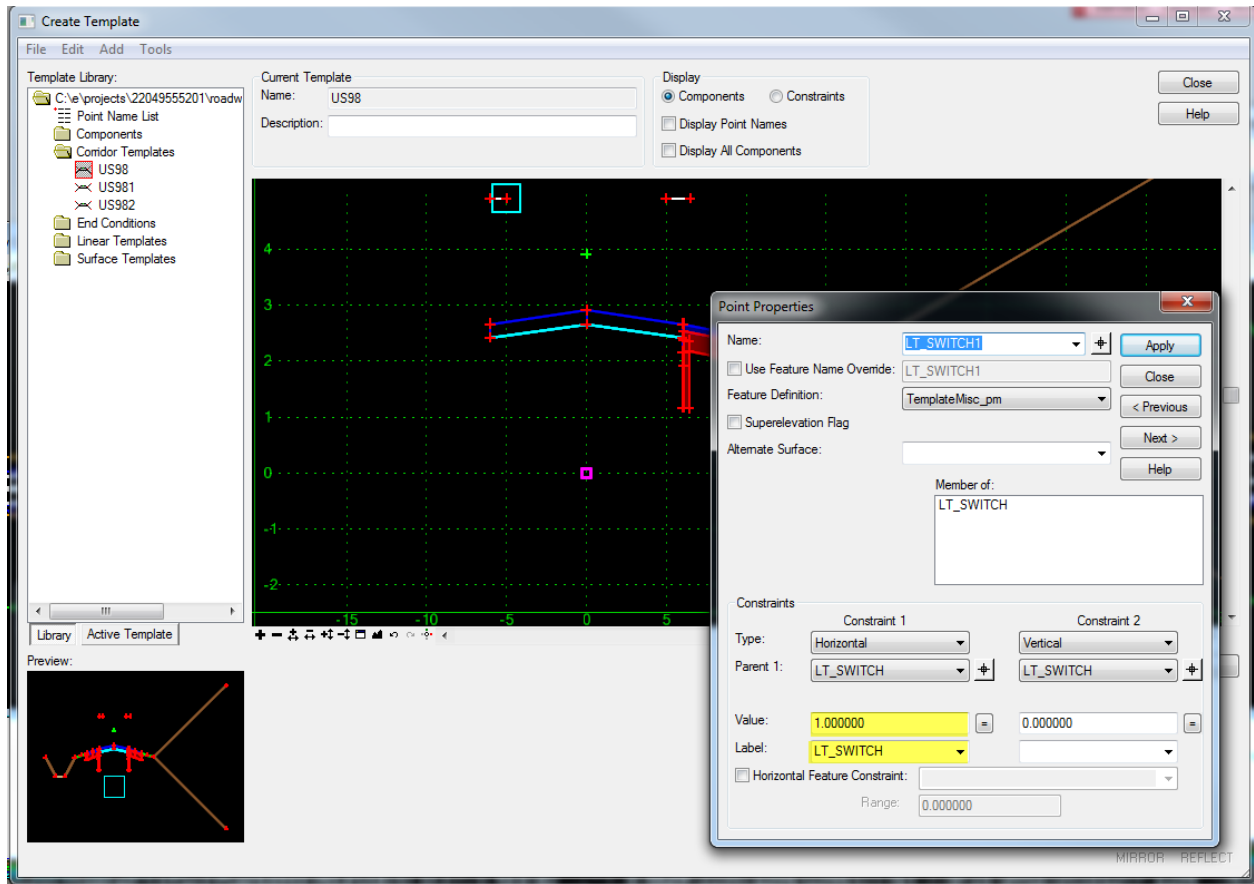 Create Template
File Edit Add Tools
Template Library:
C:\e\projects\22049555201\roadw
Point Name List
Components
Corridor Templates
US98
US981
US982
End Conditions
Linear Templates
Surface Templates
Library Active Template
Preview:
Current Template
Name: US98
Description:
Display
Components Constraints
Display Point Names
Display All Components
Close
Help
4
3
2
1
0
-1
-2
-15 -10 -5 0 5
Point Properties
Name: LT_SWITCH1
Apply
Use Feature Name Override: LT_SWITCH1
Close
Feature Definition: TemplateMisc_pm
< Previous
Superelevation Flag
Next >
Alternate Surface:
Help
Member of:
LT_SWITCH
Constraints
Constraint 1 Constraint 2
Type: Horizontal Vertical
Parent 1: LT_SWITCH LT_SWITCH
Value: 1.000000 = 0.000000 =
Label: LT_SWITCH
Horizontal Feature Constraint:
Range: 0.000000
MIRROR REFLECT